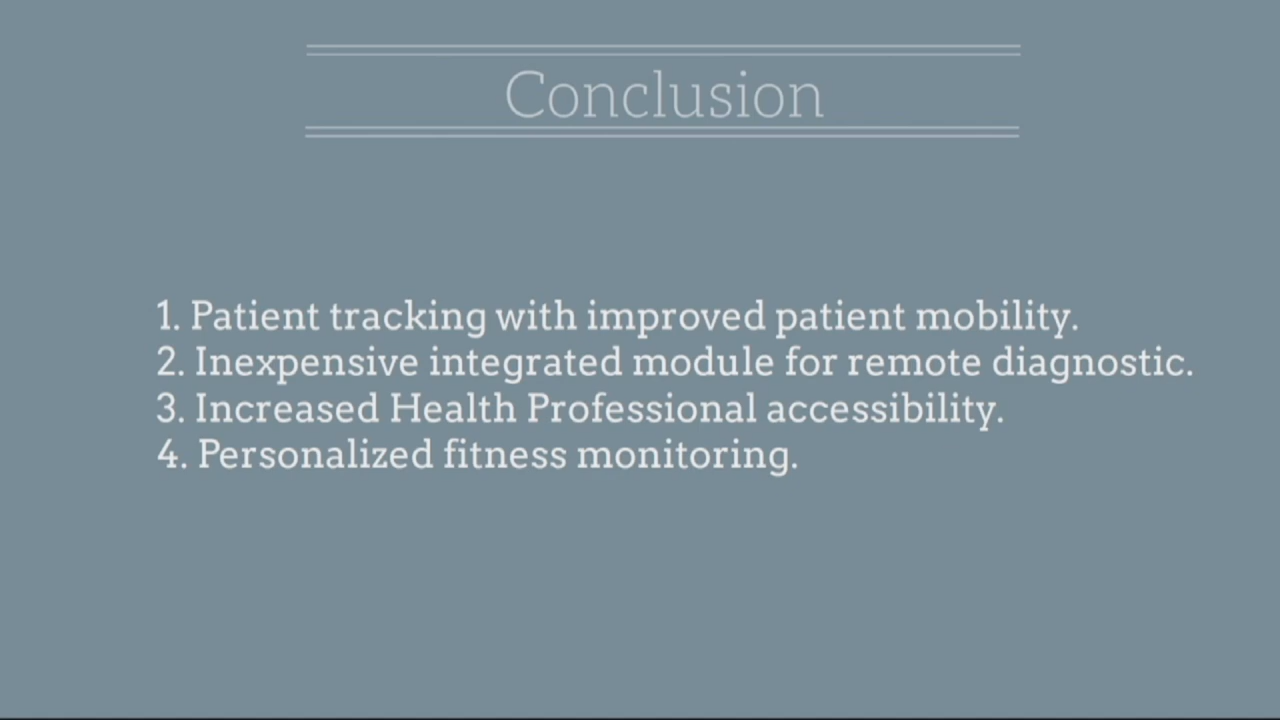 Conclusion
1. Patient tracking with improved patient mobility.
2. Inexpensive integrated module for remote diagnostic.
3. Increased Health Professional accessibility.
4. Personalized fitness monitoring.